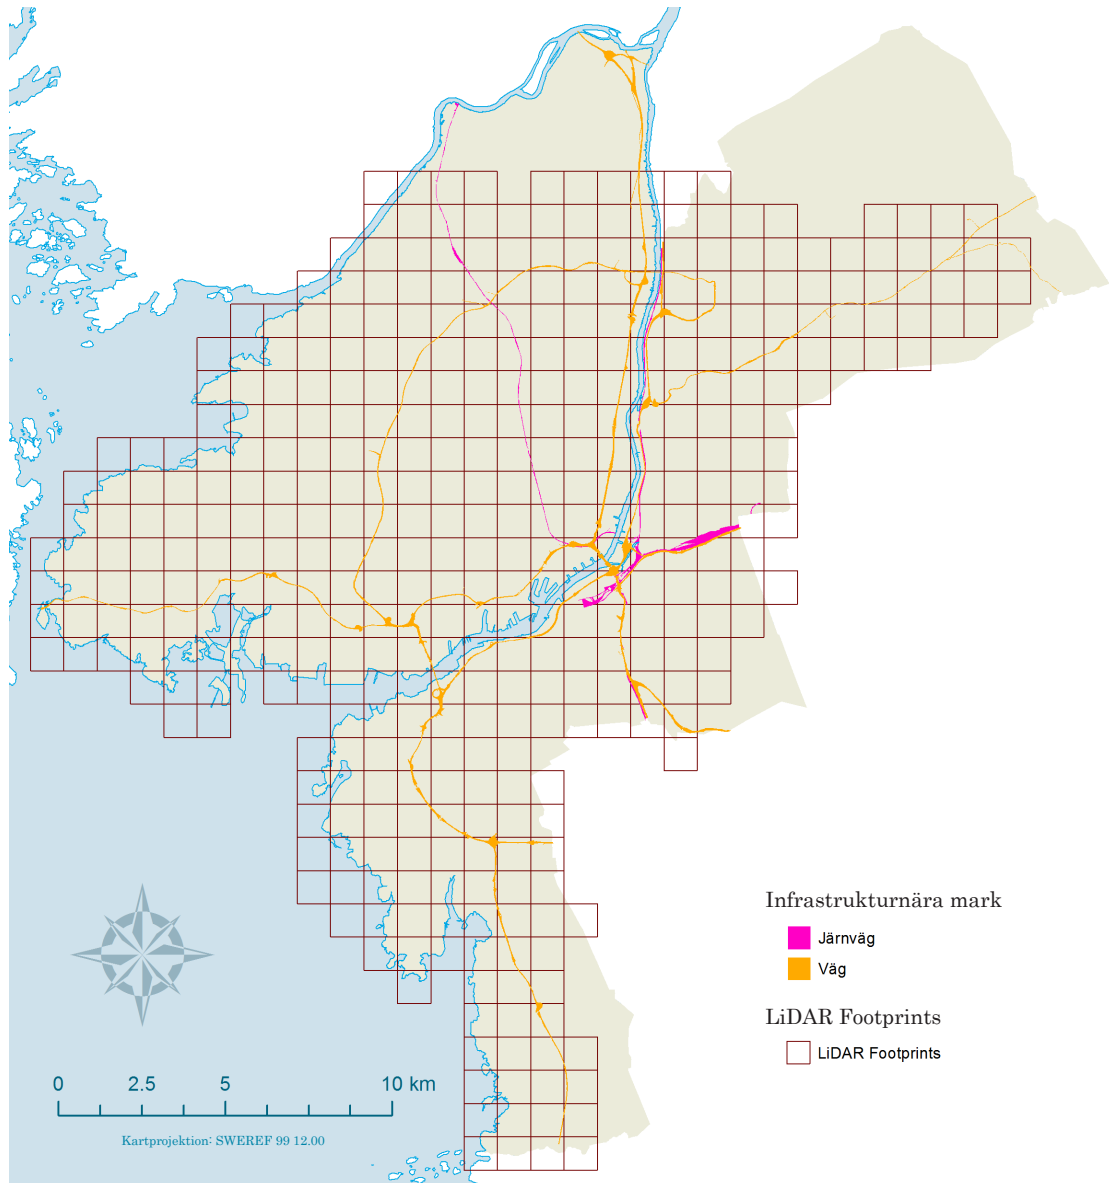 Infrastrukturnära mark
Järnväg
Väg
LiDAR Footprints
LiDAR Footprints
0 2.5 5 10 km
Kartprojektion: SWEREF 99 12.00